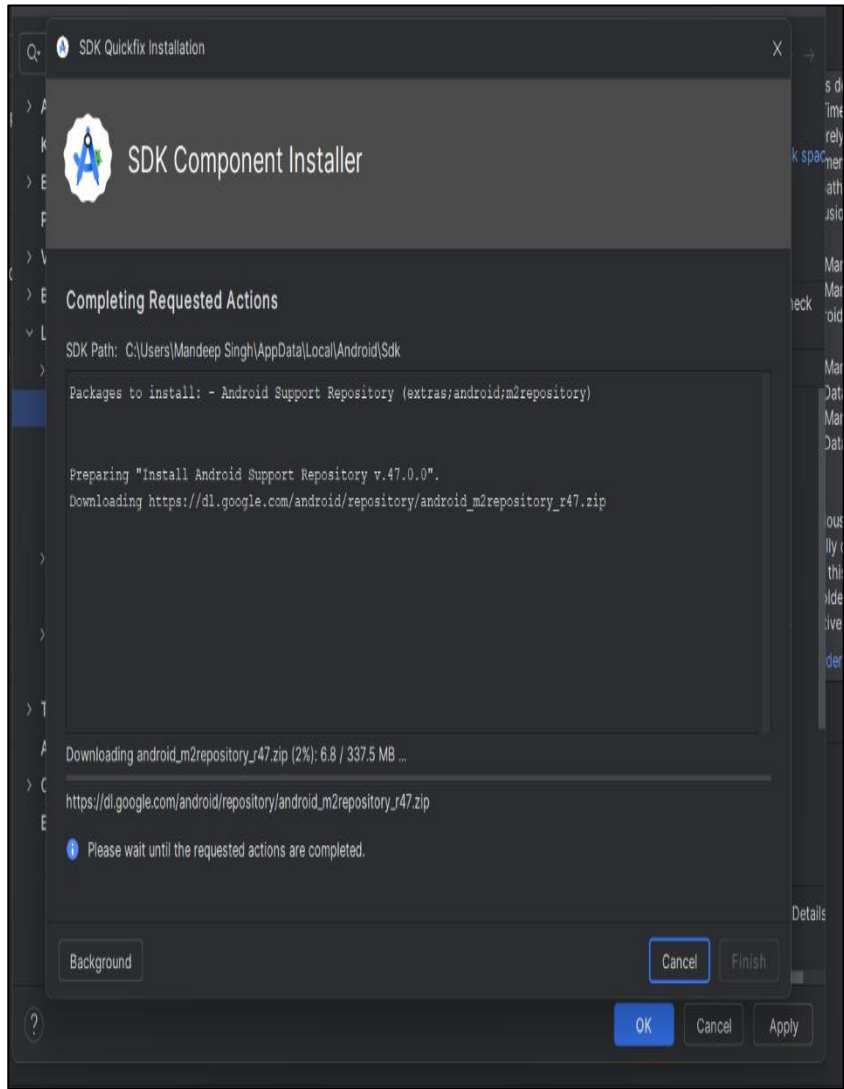 SDK Quickfix Installation
SDK Component Installer
k spac
Completing Requested Actions
eck
SDK Path: C:\Users\Mandeep Singh\AppData\Local\Android\Sdk
Packages to install: - Android Support Repository (extras;android;m2repository)
Preparing "Install Android Support Repository v.47.0.0".
Downloading https://dl.google.com/android/repository/android_m2repository_r47.zip
Downloading android_m2repository_r47.zip (2%): 6.8 / 337.5 MB ...
https://dl.google.com/android/repository/android_m2repository_r47.zip
Please wait until the requested actions are completed.
Details
Background
Cancel
Finish
OK
Cancel
Apply